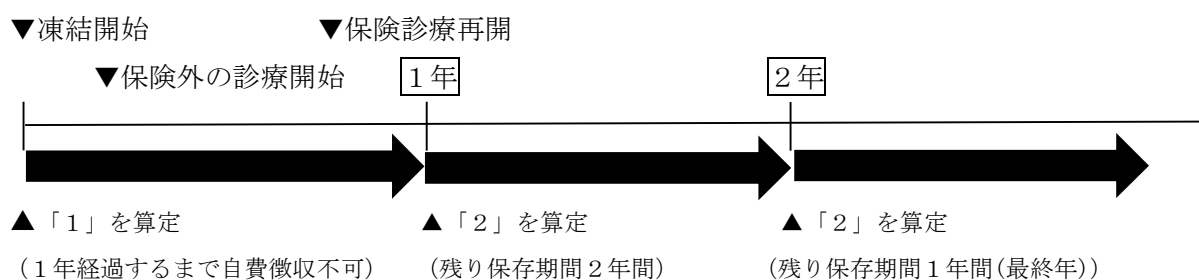 ▼凍結開始 ▼保険診療再開
▼保険外の診療開始 1年 2年
▲「1」を算定 ▲「2」を算定 ▲「2」を算定
(1年経過するまで自費徴収不可) (残り保存期間2年間) (残り保存期間1年間(最終年))